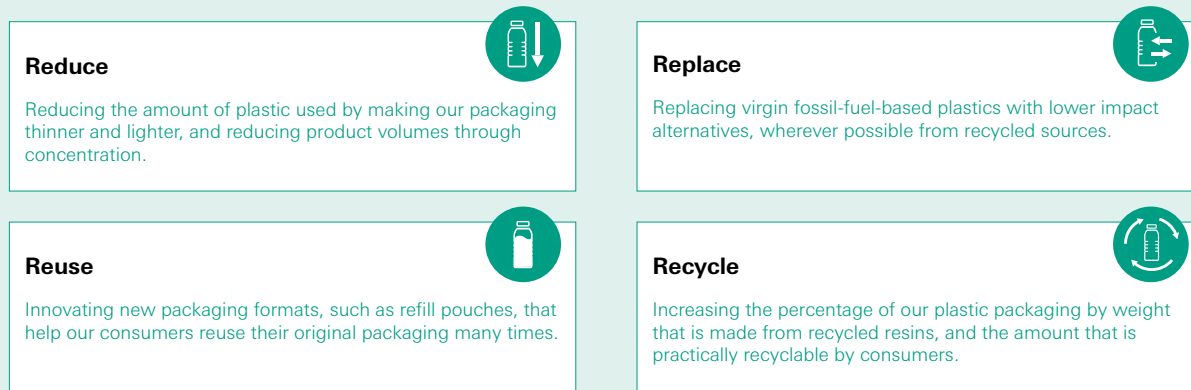 Reduce
Reducing the amount of plastic used by making our packaging
thinner and lighter, and reducing product volumes through
concentration.
Replace
Replacing virgin fossil-fuel-based plastics with lower impact
alternatives, wherever possible from recycled sources.
Reuse
Innovating new packaging formats, such as refill pouches, that
help our consumers reuse their original packaging many times.
Recycle
Increasing the percentage of our plastic packaging by weight
that is made from recycled resins, and the amount that is
practically recyclable by consumers.